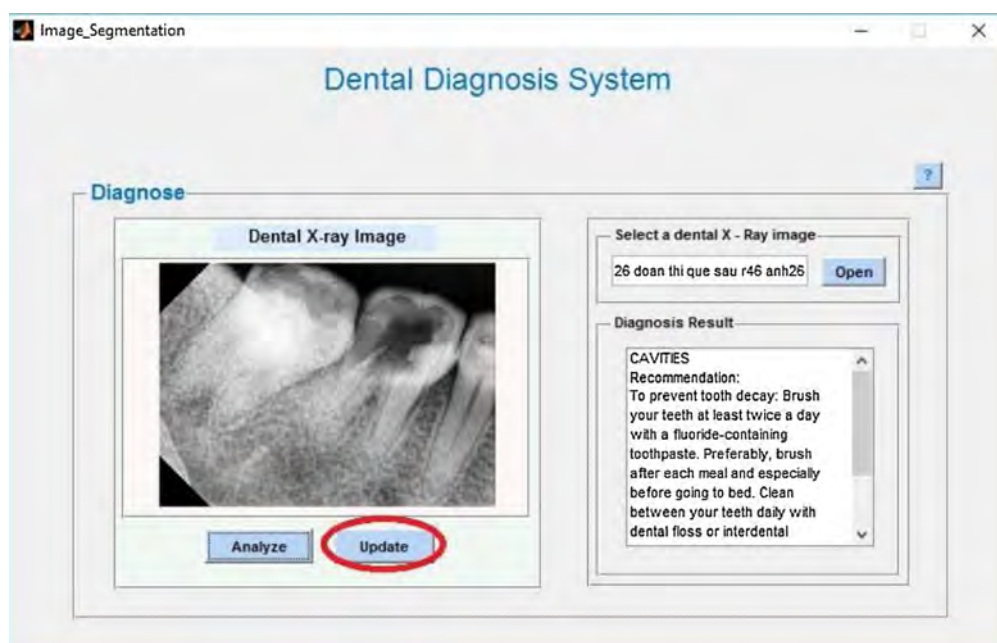 Image_Segmentation
Dental Diagnosis System
?
Diagnose
Dental X-ray Image
Analyze
Update
Select a dental X - Ray image
26 doan thi que sau r46 anh26
Open
Diagnosis Result
CAVITIES
Recommendation:
To prevent tooth decay: Brush
your teeth at least twice a day
with a fluoride-containing
toothpaste. Preferably, brush
after each meal and especially
before going to bed. Clean
between your teeth daily with
dental floss or interdental